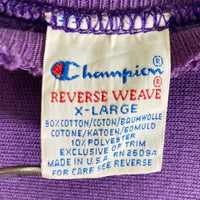 Champion
REVERSE WEAVE
X-LARGE
90% COTTON/COTON/BAUMWOLLE
COTONE/KATOEN/ΒΟΜULO
10% POLYESTER
EXCLUSIVE OF TRIM
MADE IN U.S.A. RN 26094
FOR CARE SEE REVERSE